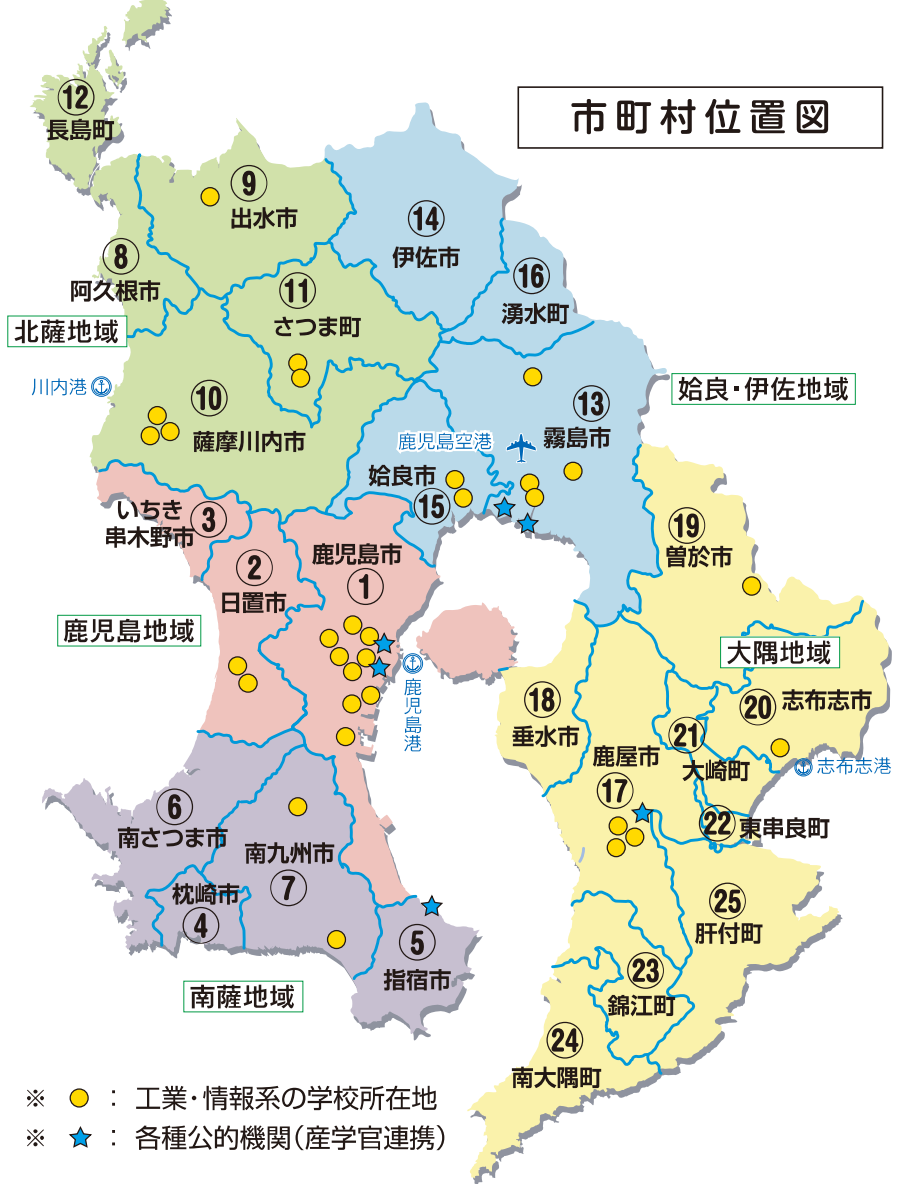 市町村位置図
12
長島町
9
出水市
14
伊佐市
8
阿久根市
16
湧水町
11
さつま町
北薩地域
川内港
10
薩摩川内市
姶良・伊佐地域
13
霧島市
鹿児島空港
姶良市
15
いちき
串木野市
3
19
曽於市
鹿児島市
1
2
日置市
鹿児島地域
大隅地域
鹿児島港
18
垂水市
20
志布志市
21
大崎町
鹿屋市
17
志布志港
6
南さつま市
22
東串良町
南九州市
7
枕崎市
4
25
肝付町
5
指宿市
23
錦江町
南薩地域
24
南大隅町
※ : 工業・情報系の学校所在地
※ ★ : 各種公的機関(産学官連携)